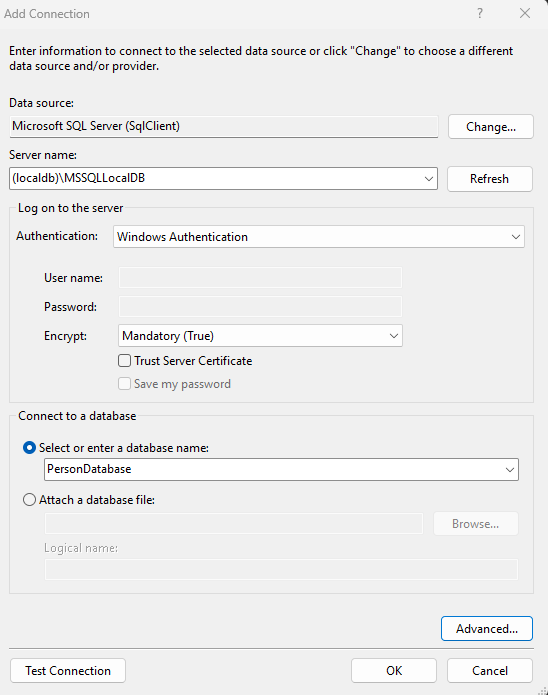 Add Connection
?
Enter information to connect to the selected data source or click "Change" to choose a different
data source and/or provider.
Data source:
Microsoft SQL Server (SqlClient)
Change...
Server name:
(localdb)\MSSQLLocalDB
Refresh
Log on to the server
Authentication:
Windows Authentication
User name:
Password:
Encrypt:
Mandatory (True)
Trust Server Certificate
Save my password
Connect to a database
Select or enter a database name:
PersonDatabase
Attach a database file:
Browse...
Logical name:
Advanced...
Test Connection
OK
Cancel